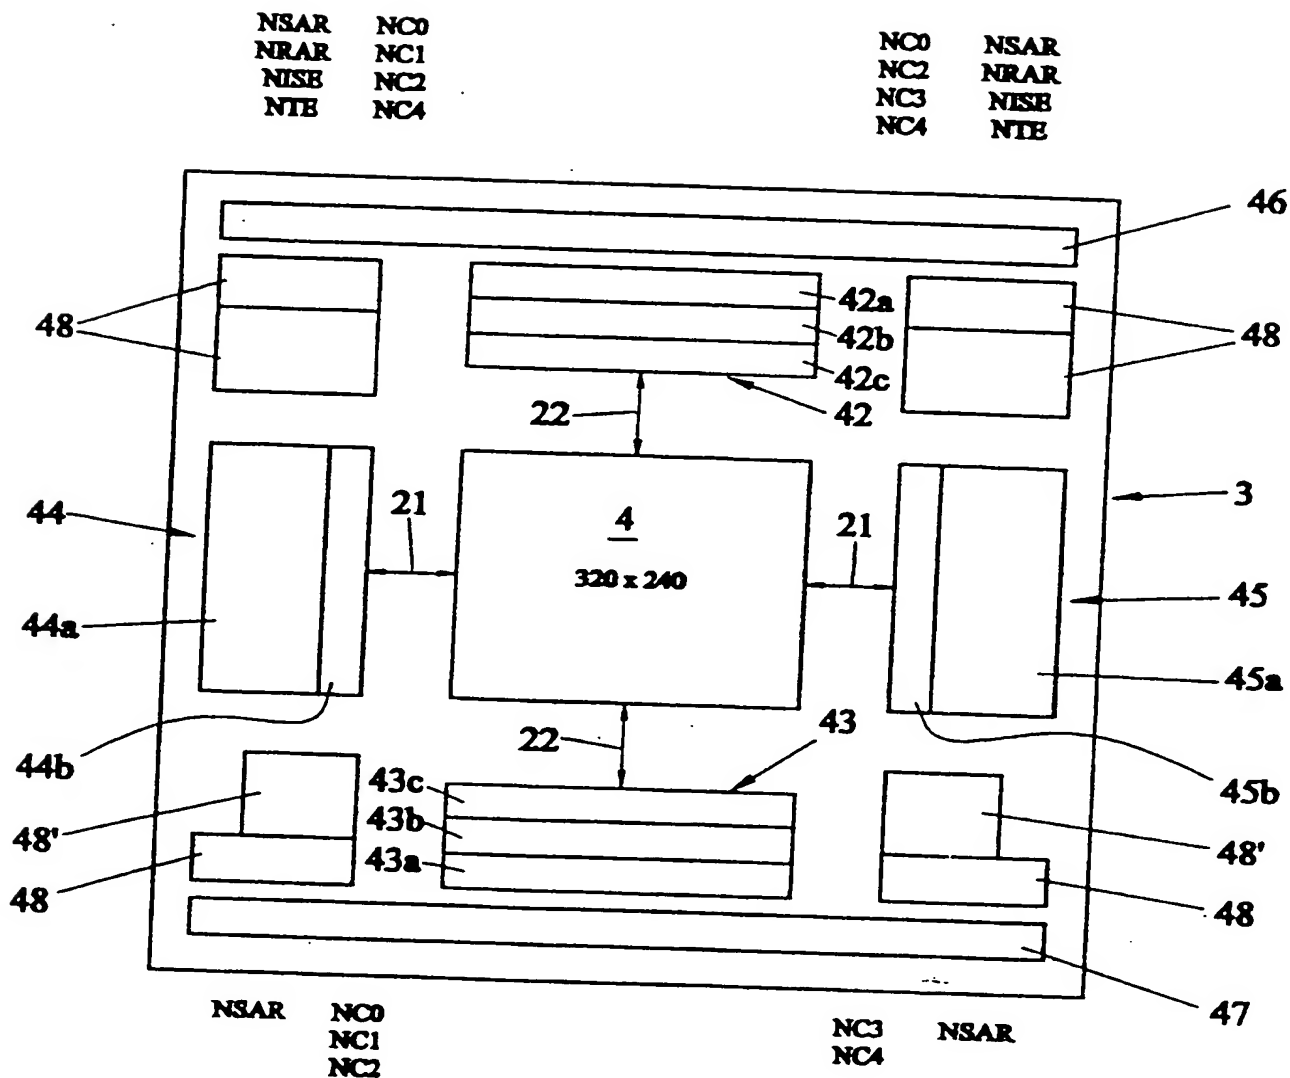 NSAR NC0
NRAR NC1
NISE NC2
NTE NC4
NC0 NSAR
NC2 NRAR
NC3 NISE
NC4 NTE
46
48
42a
42b
42c
48
22
42
44
21
4
320 x 240
21
3
45
44a
45a
44b
22
43
45b
43c
43b
43a
48'
48'
48
48
47
NSAR NC0
NC1
NC2
NC3 NSAR
NC4